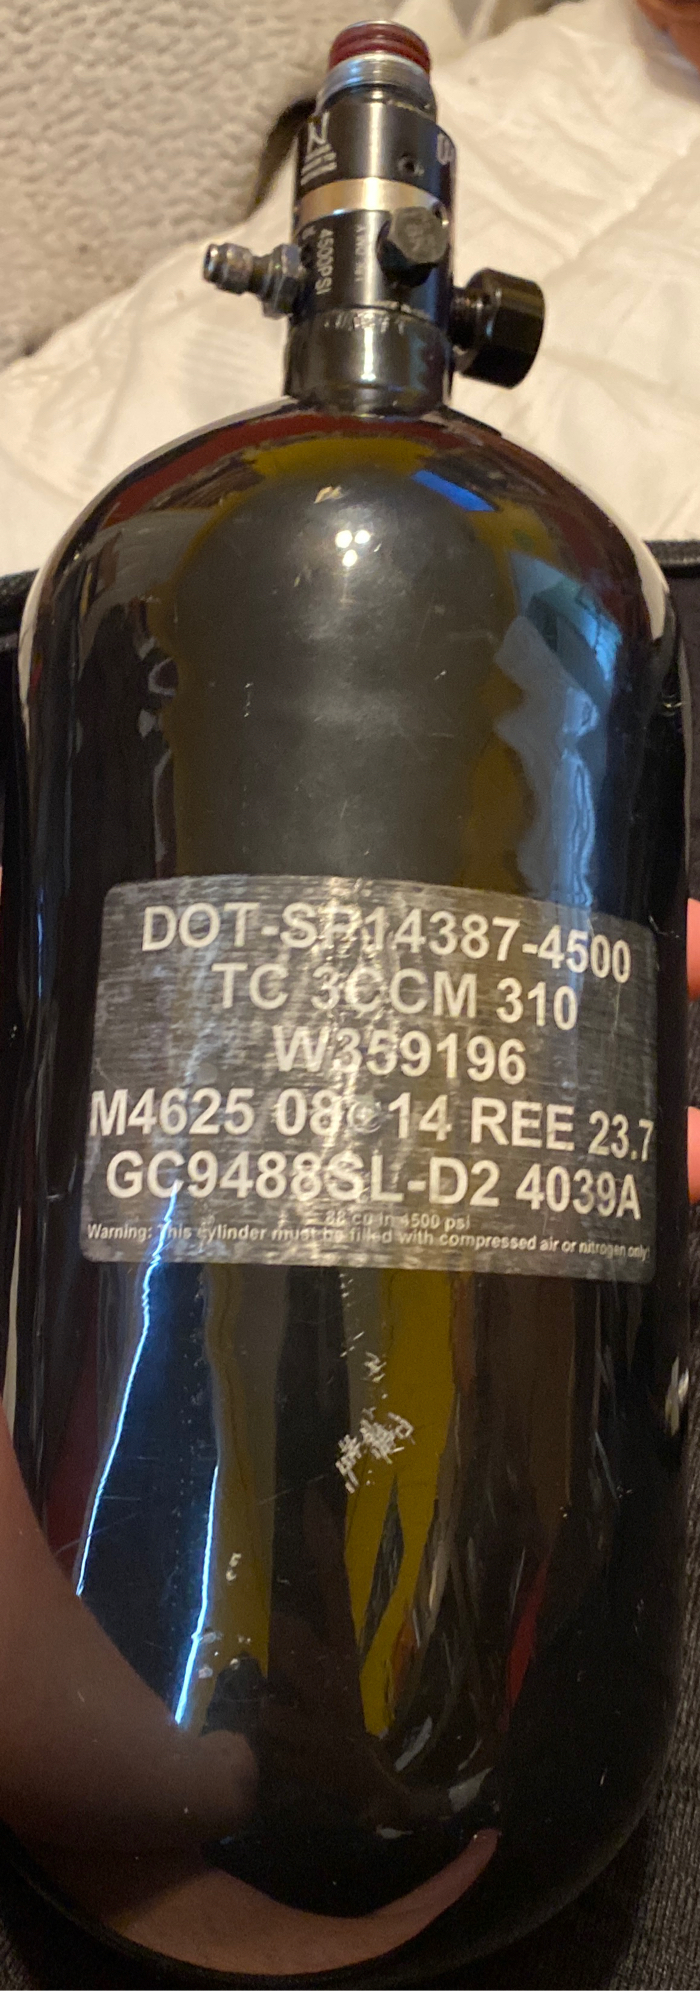 4500PSI
DOT-SP14387-4500
TC 3CCM 310
W359196
M4625 08 14 REE 23.7
GC9488SL-D2 4039A
88 cu in 4500 psi
Warning: This cylinder must be filled with compressed air or nitrogen only!